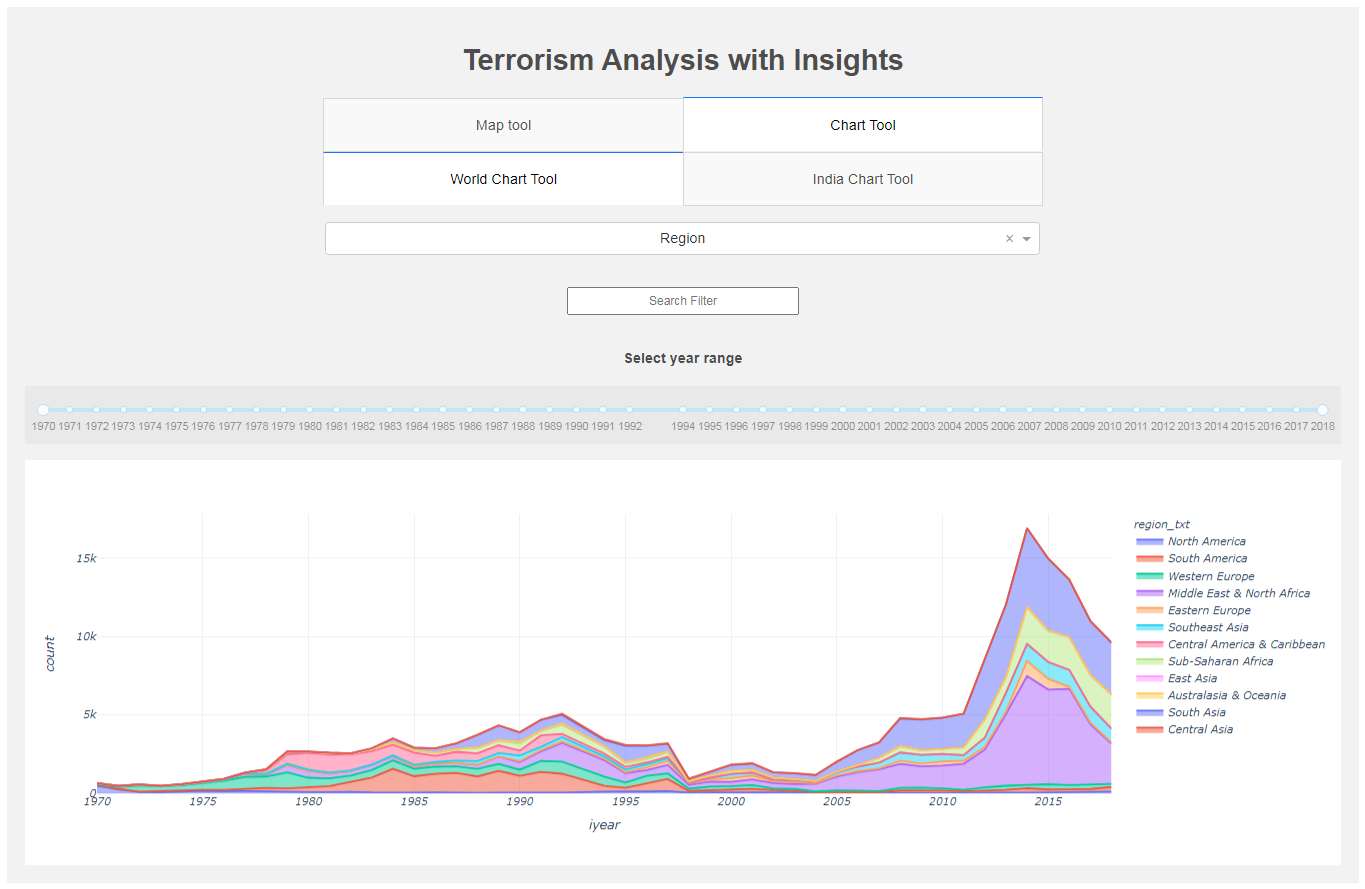 Terrorism Analysis with Insights
Map tool Chart Tool
World Chart Tool India Chart Tool
Region ×
Search Filter
Select year range
1970 1971 1972 1973 1974 1975 1976 1977 1978 1979 1980 1981 1982 1983 1984 1985 1986 1987 1988 1989 1990 1991 1992 1994 1995 1996 1997 1998 1999 2000 2001 2002 2003 2004 2005 2006 2007 2008 2009 2010 2011 2012 2013 2014 2015 2016 2017 2018
region_txt
North America
South America
Western Europe
Middle East & North Africa
Eastern Europe
Southeast Asia
Central America & Caribbean
Sub-Saharan Africa
East Asia
Australasia & Oceania
South Asia
Central Asia
15k
10k
5k
0
count
1970 1975 1980 1985 1990 1995 2000 2005 2010 2015
iyear